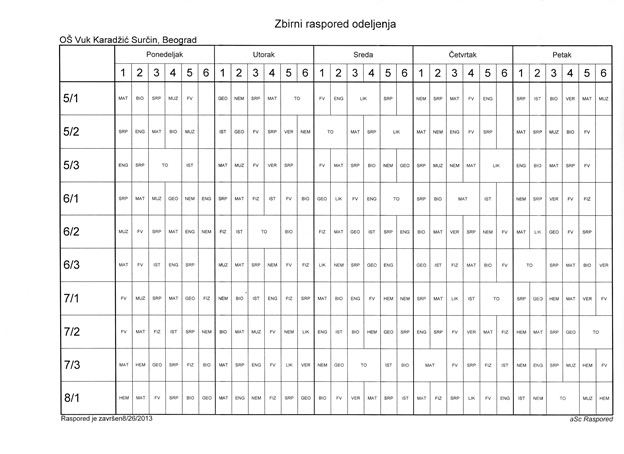 Zbirni raspored odeljenja
OŠ Vuk Karadžić Surčin, Beograd
Ponedeljak Utorak Sreda Četvrtak Petak
1 2 3 4 5 6 1 2 3 4 5 6 1 2 3 4 5 6 1 2 3 4 5 6 1 2 3 4 5 6
5/1 MAT BIO SRP MUZ FV GEO NEM SRP MAT TO FV ENG LIK SRP NEM SRP MAT FV ENG SRP IST BIO VER MAT MUZ
5/2 SRP ENG MAT BIO MUZ IST GEO FV SRP VER NEM TO MAT SRP LIK MAT NEM ENG FV SRP MAT SRP MUZ BIO FV
5/3 ENG SRP TO IST MAT MUZ FV VER SRP FV MAT SRP BIO NEM GEO SRP MUZ NEM MAT LIK ENG BIO MAT SRP FV
6/1 SRP MAT MUZ GEO NEM ENG SRP MAT FIZ IST FV BIO GEO LIK FV ENG TO SRP BIO MAT IST NEM SRP VER FV FIZ
6/2 MUZ FV SRP MAT ENG NEM FIZ IST TO BIO FIZ MAT GEO IST SRP ENG BIO MAT VER SRP NEM FV MAT LIK GEO FV SRP
6/3 MAT FV IST ENG SRP MUZ MAT SRP NEM FV FIZ LIK NEM SRP GEO ENG GEO IST FIZ MAT BIO FV TO SRP MAT BIO VER
7/1 FV MUZ SRP MAT GEO FIZ NEM BIO IST ENG FIZ SRP MAT BIO ENG FV HEM NEM SRP MAT LIK IST TO SRP GEO HEM MAT VER FV
7/2 FV MAT FIZ IST SRP NEM BIO MAT MUZ FV NEM LIK ENG IST BIO HEM GEO SRP ENG SRP FV VER MAT FIZ HEM MAT SRP GEO TO
7/3 MAT HEM GEO SRP FIZ BIO MAT SRP ENG FV LIK VER NEM GEO TO IST BIO MAT FV SRP FIZ IST NEM ENG SRP MUZ HEM FV
8/1 HEM MAT FV SRP BIO GEO MAT ENG NEM FIZ SRP IST BIO FV VER GEO MAT SRP ENG MAT NEM SRP FV GEO FIZ IST TO MUZ HEM
Raspored je završen8/26/2013 aSc Raspored